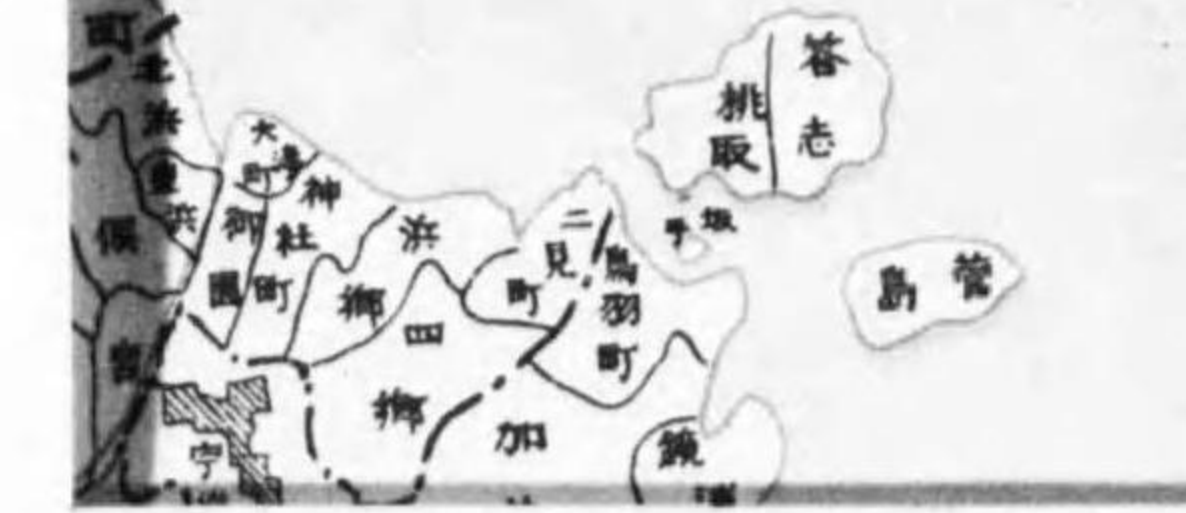 町
北浜
豊浜
大湊町
御薗
神社町
浜郷
四郷
二見町
鳥羽町
桃取
答志
坂手
菅島
加
鏡
宇